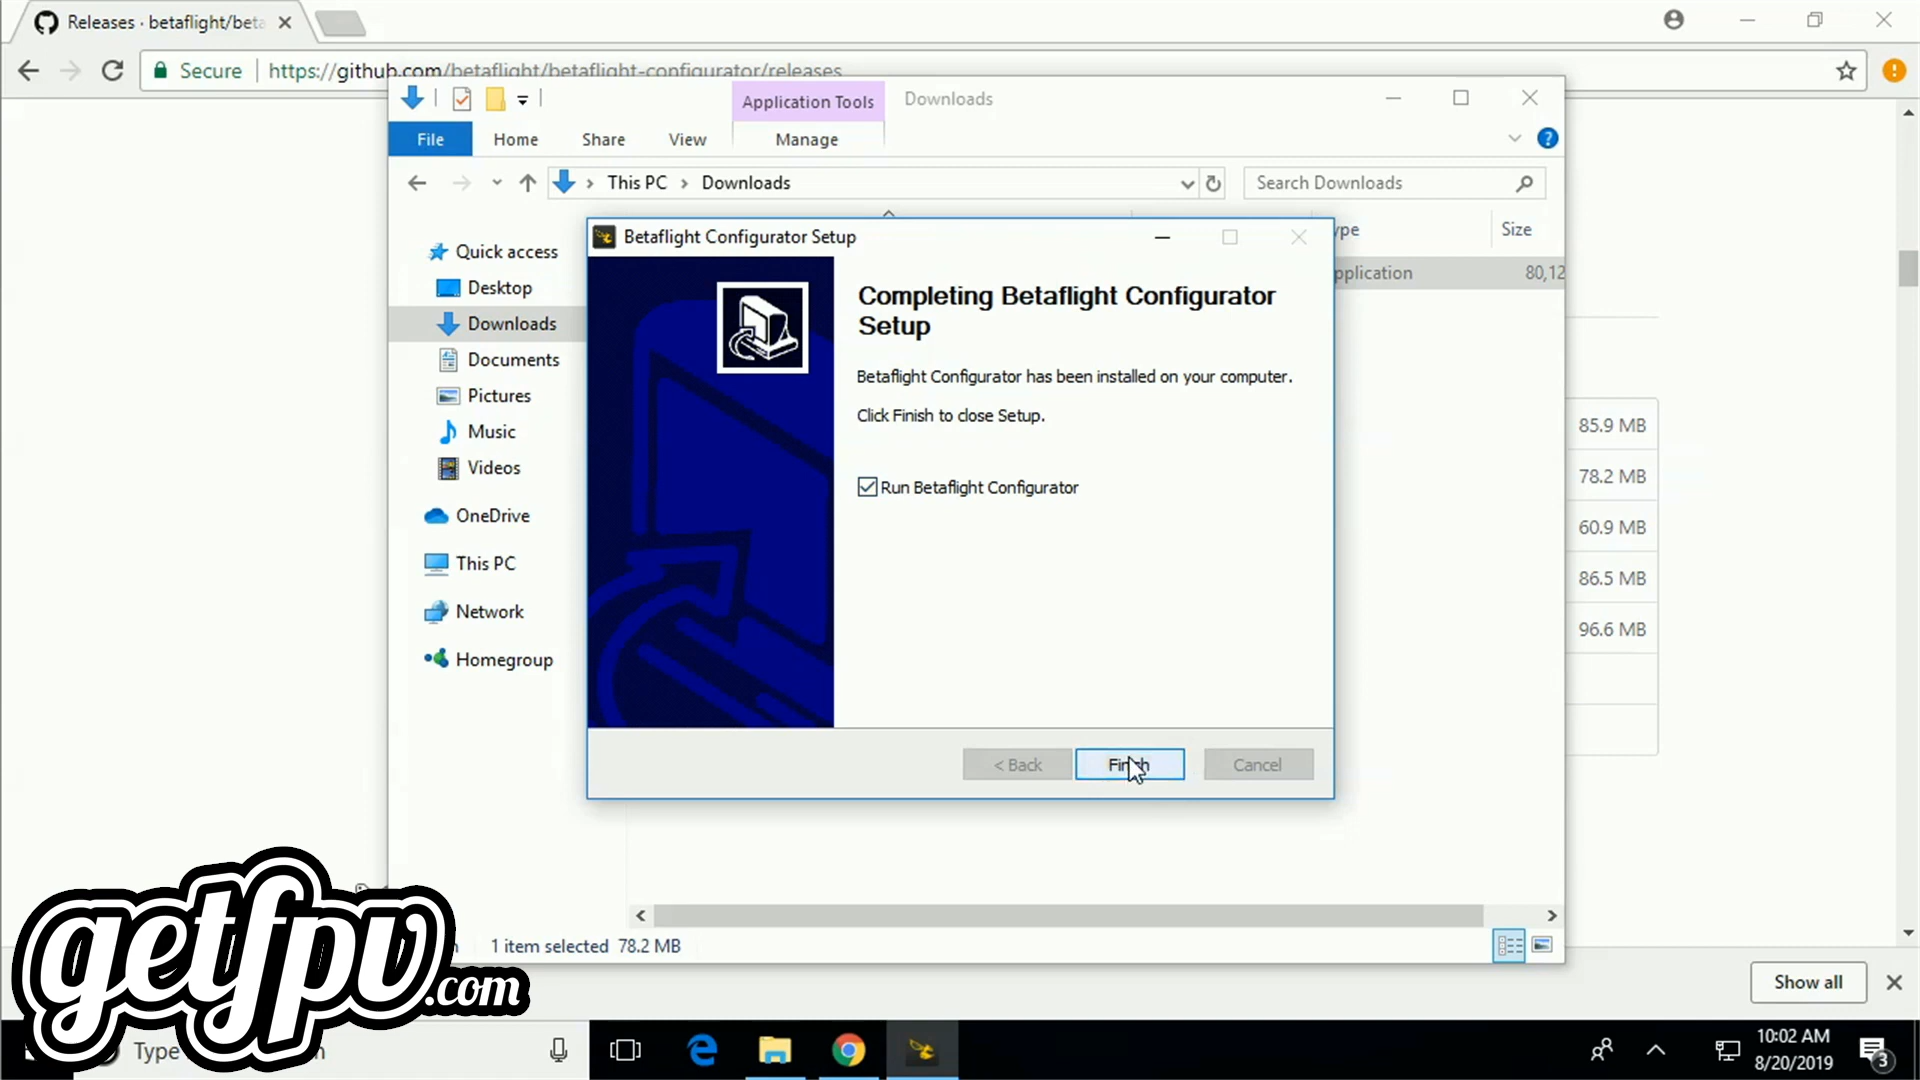 Releases · betaflight/beta
Secure
https://github.com/betaflight/betaflight-configurator/releases
Application Tools
Downloads
File
Home
Share
View
Manage
This PC
Downloads
Search Downloads
Size
Quick access
Desktop
Downloads
Documents
Pictures
Music
Videos
OneDrive
This PC
Network
Homegroup
pplication
80,12
Betaflight Configurator Setup
Completing Betaflight Configurator
Setup
Betaflight Configurator has been installed on your computer.
Click Finish to close Setup.
Run Betaflight Configurator
< Back
Finish
Cancel
85.9 MB
78.2 MB
60.9 MB
86.5 MB
96.6 MB
1 item selected 78.2 MB
Show all
getfpv.com
Type
10:02 AM
8/20/2019
3